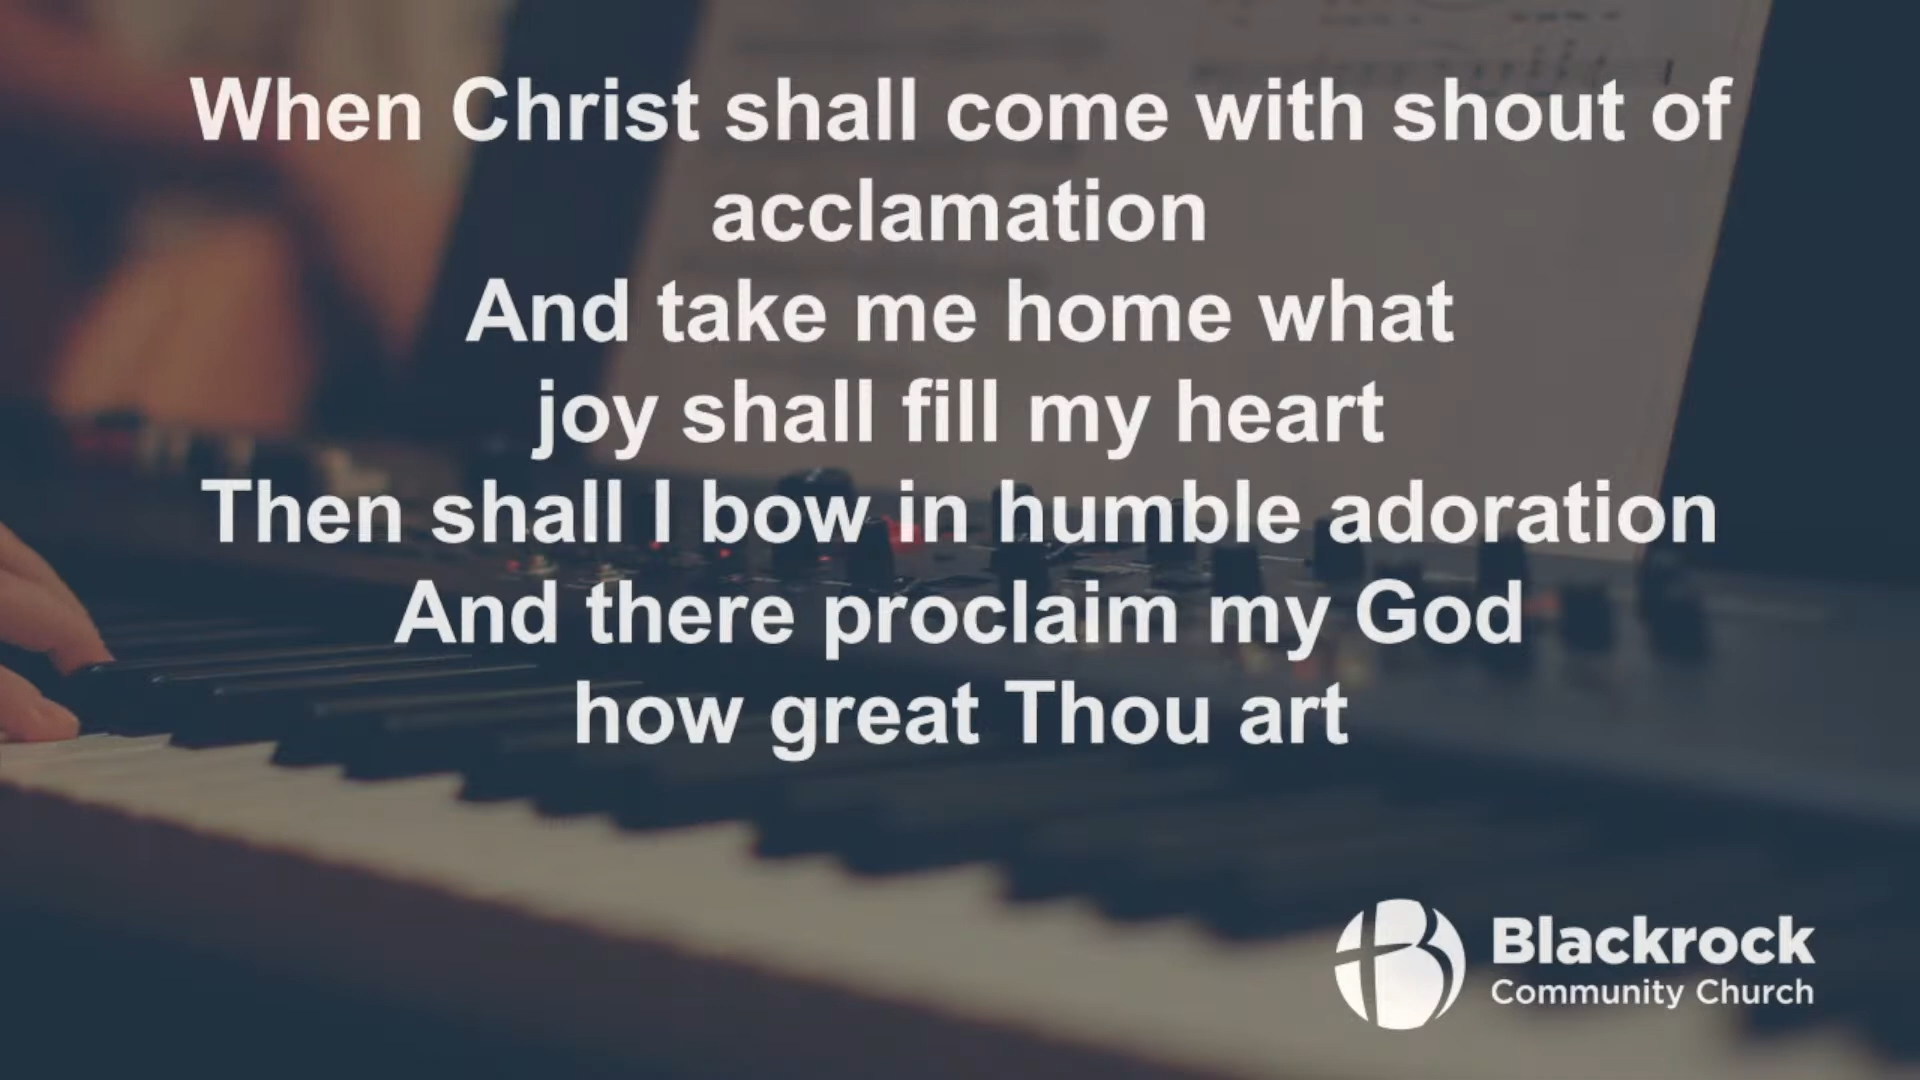 When Christ shall come with shout of
acclamation
And take me home what
joy shall fill my heart
Then shall I bow in humble adoration
And there proclaim my God
how great Thou art
Blackrock
Community Church